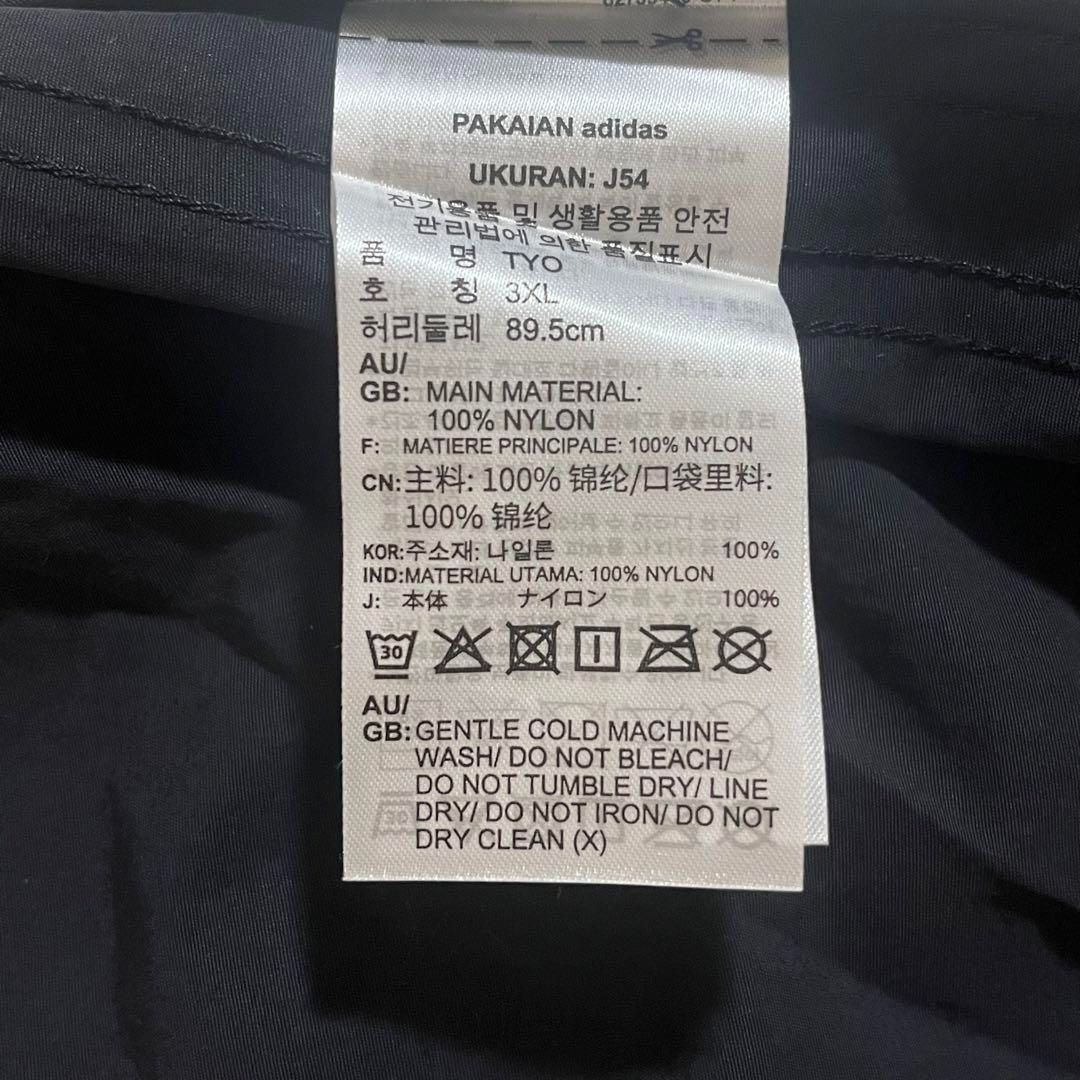 PAKAIAN adidas
UKURAN: J54
전기용품 및 생활용품 안전
관리법에 의한 품질표시
품 명 TYO
호 칭 3XL
허리둘레 89.5cm
AU/
GB: MAIN MATERIAL:
100% NYLON
F: MATIERE PRINCIPALE: 100% NYLON
CN:主料: 100% 锦纶/口袋里料:
100% 锦纶
KOR:주소재: 나일론 100%
IND:MATERIAL UTAMA: 100% NYLON
J: 本体 ナイロン 100%
30
AU/
GB:GENTLE COLD MACHINE
WASH/ DO NOT BLEACH/
DO NOT TUMBLE DRY/ LINE
DRY/ DO NOT IRON/ DO NOT
DRY CLEAN (X)